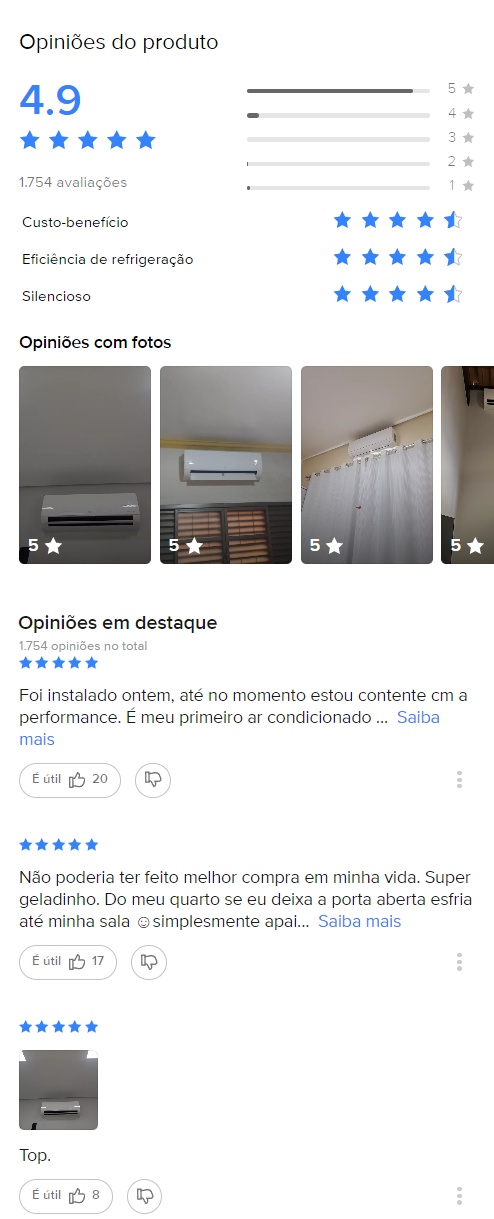 Opiniões do produto
4.9
1.754 avaliações
5
4
3
2
1
Custo-benefício
Eficiência de refrigeração
Silencioso
Opiniões com fotos
5
5
5
5
Opiniões em destaque
1.754 opiniões no total
Foi instalado ontem, até no momento estou contente cm a
performance. É meu primeiro ar condicionado ... Saiba
mais
É útil 20
Não poderia ter feito melhor compra em minha vida. Super
geladinho. Do meu quarto se eu deixa a porta aberta esfria
até minha sala ☺simplesmente apai... Saiba mais
É útil 17
Top.
É útil 8